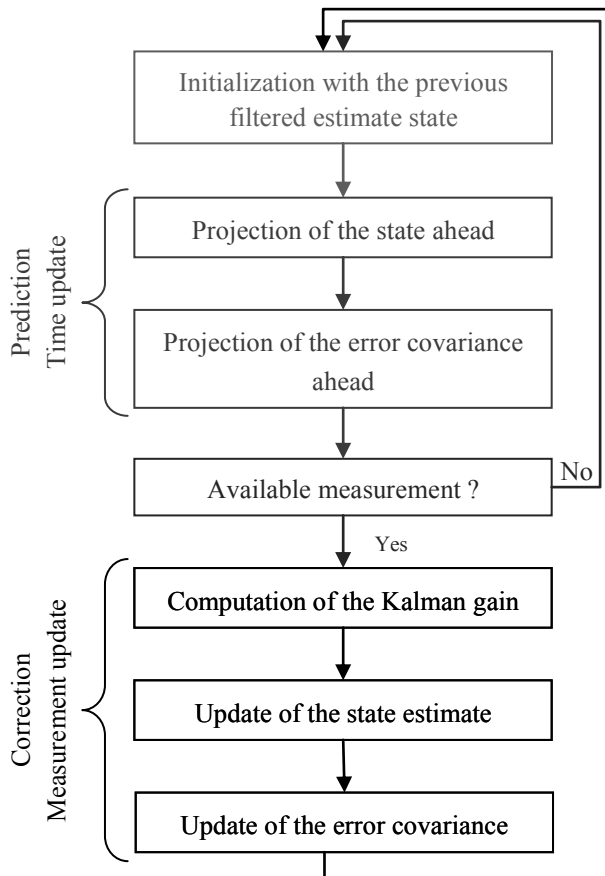 Initialization with the previous
filtered estimate state
Prediction
Time update
Projection of the state ahead
Projection of the error covariance
ahead
Available measurement ?
No
Yes
Correction
Measurement update
Computation of the Kalman gain
Update of the state estimate
Update of the error covariance